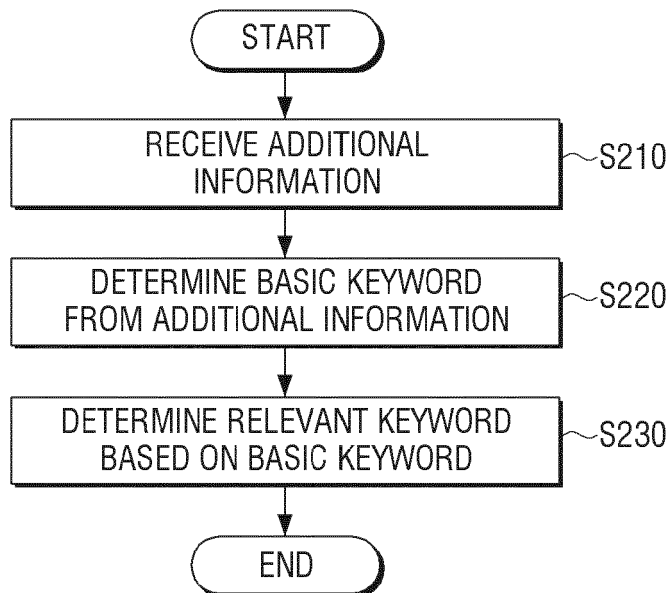 START
RECEIVE ADDITIONAL
INFORMATION
S210
DETERMINE BASIC KEYWORD
FROM ADDITIONAL INFORMATION
S220
DETERMINE RELEVANT KEYWORD
BASED ON BASIC KEYWORD
S230
END